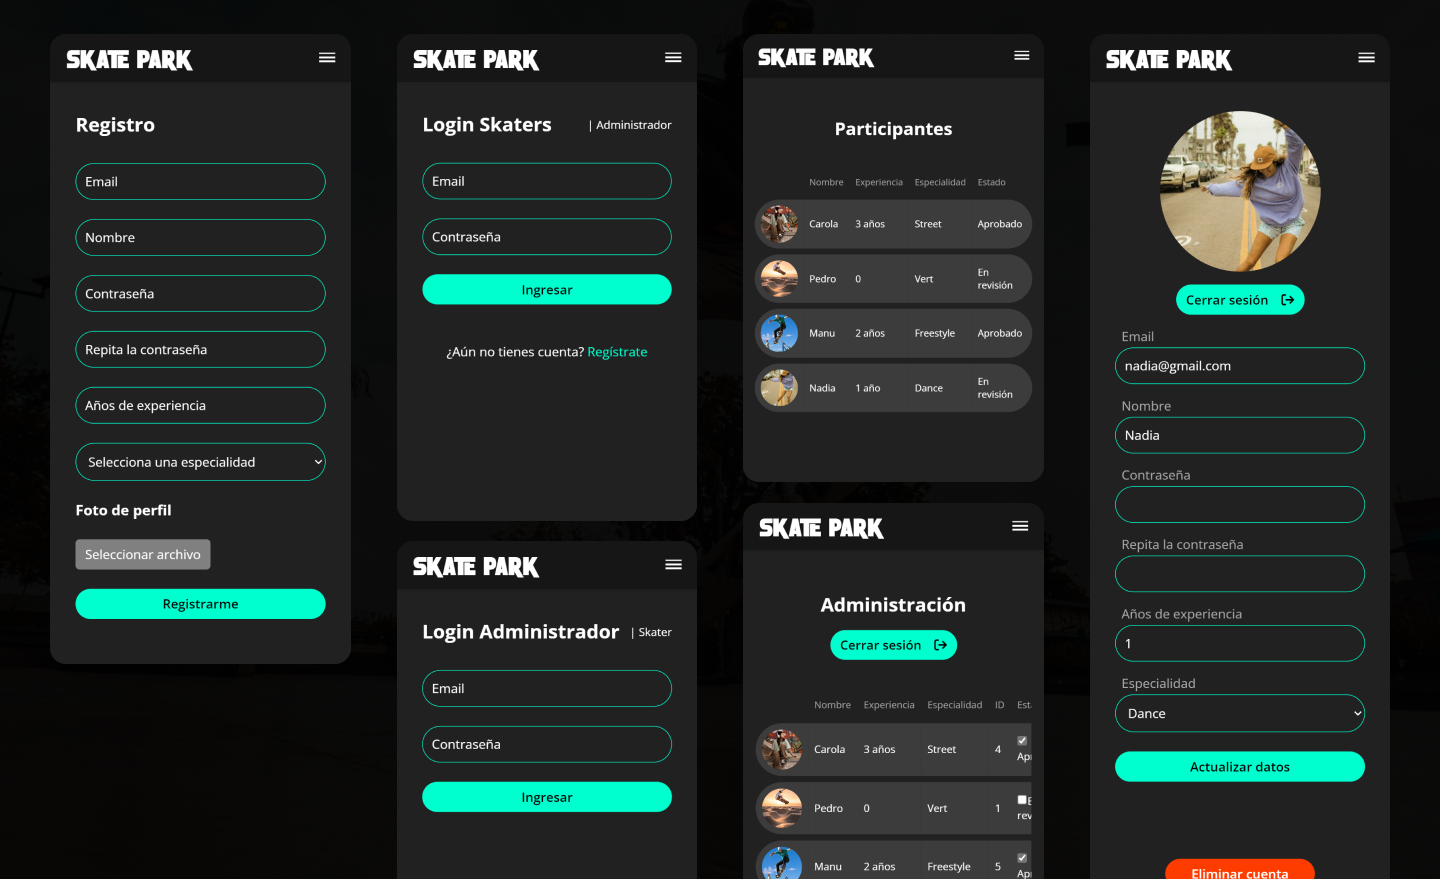 SKATE PARK
Registro
Email
Nombre
Contraseña
Repita la contraseña
Años de experiencia
Selecciona una especialidad
Foto de perfil
Seleccionar archivo
Registrarme
SKATE PARK
Login Skaters | Administrador
Email
Contraseña
Ingresar
¿Aún no tienes cuenta? Regístrate
SKATE PARK
Login Administrador | Skater
Email
Contraseña
Ingresar
SKATE PARK
Participantes
Nombre Experiencia Especialidad Estado
Carola 3 años Street Aprobado
Pedro 0 Vert En
revisión
Manu 2 años Freestyle Aprobado
Nadia 1 año Dance En
revisión
SKATE PARK
Administración
Cerrar sesión
Nombre Experiencia Especialidad ID Est
Carola 3 años Street 4
Ap
Pedro 0 Vert 1 E
rev
Manu 2 años Freestyle 5
Ap
SKATE PARK
Cerrar sesión
Email
nadia@gmail.com
Nombre
Nadia
Contraseña
Repita la contraseña
Años de experiencia
1
Especialidad
Dance
Actualizar datos
Eliminar cuenta